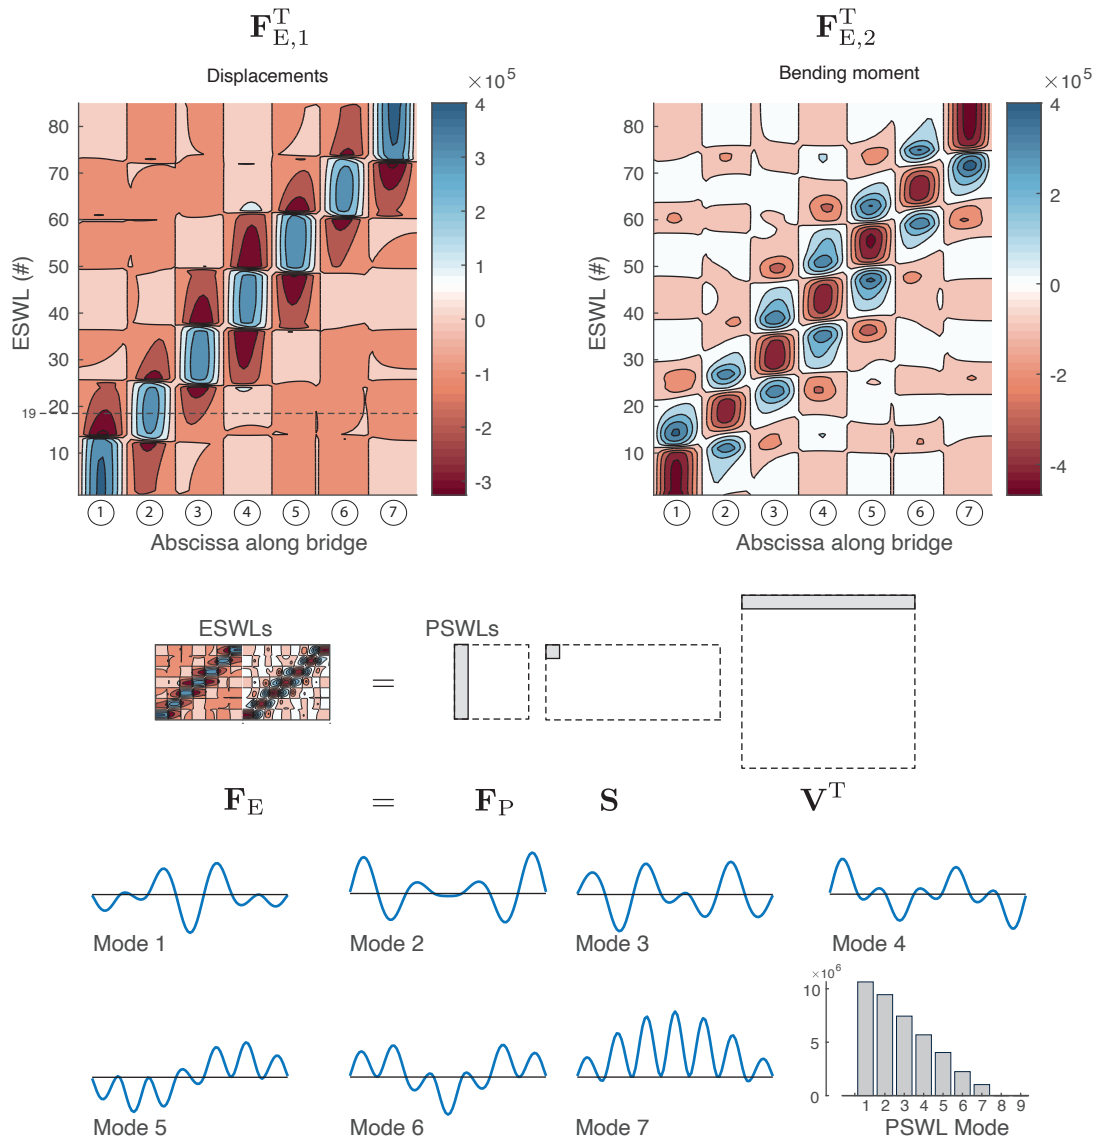 F_{E,1}^T
F_{E,2}^T
Displacements
Bending moment
×10^5
×10^5
ESWL (#)
80
70
60
50
40
30
20
19
10
4
3
2
1
0
-1
-2
-3
1 2 3 4 5 6 7
Abscissa along bridge
ESWL (#)
80
70
60
50
40
30
20
10
4
2
0
-2
-4
1 2 3 4 5 6 7
Abscissa along bridge
ESWLs
PSWLs
=
F_E = F_P S V^T
Mode 1
Mode 2
Mode 3
Mode 4
Mode 5
Mode 6
Mode 7
×10^6
10
5
0
1 2 3 4 5 6 7 8 9
PSWL Mode